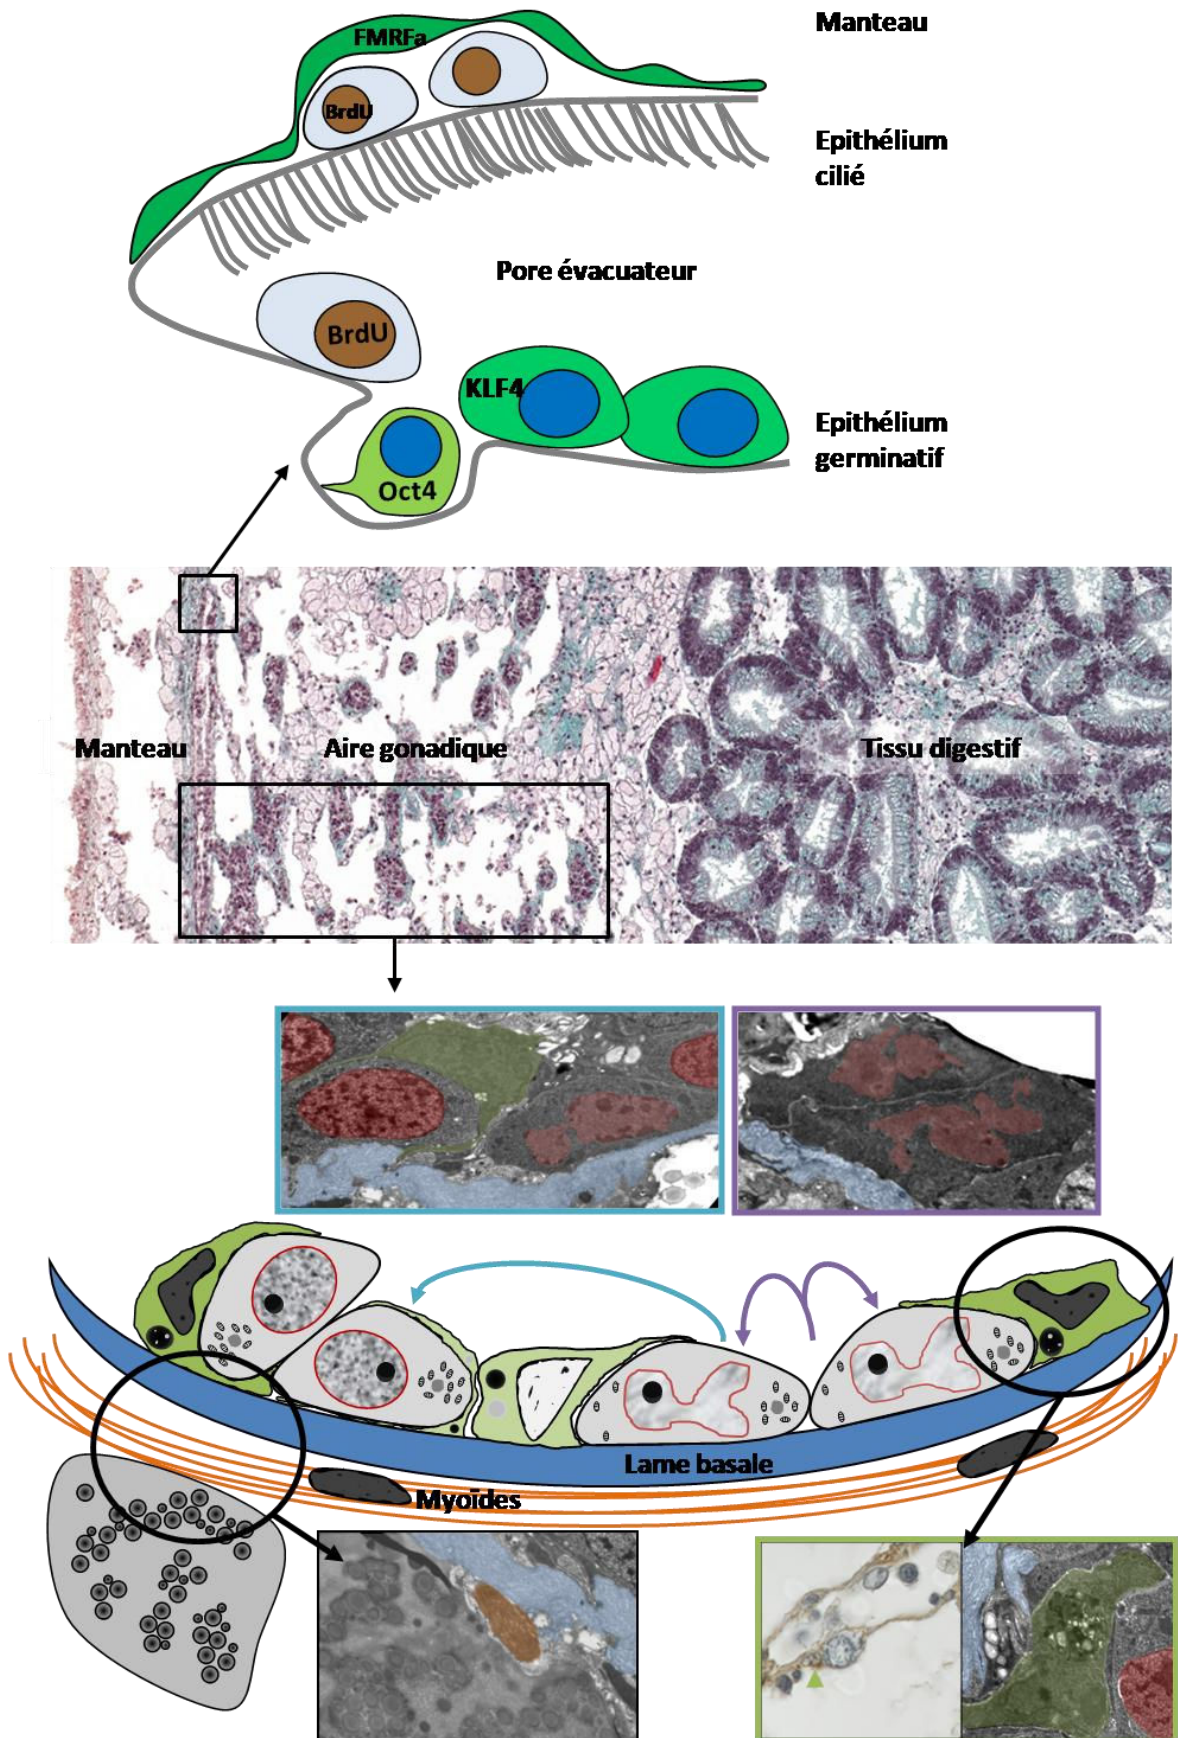 Manteau
FMRFa
BrdU
Epithélium
cilié
Pore évacuateur
BrdU
KLF4
Epithélium
germinatif
Oct4
Manteau
Aire gonadique
Tissu digestif
Lame basale
Myoïdes